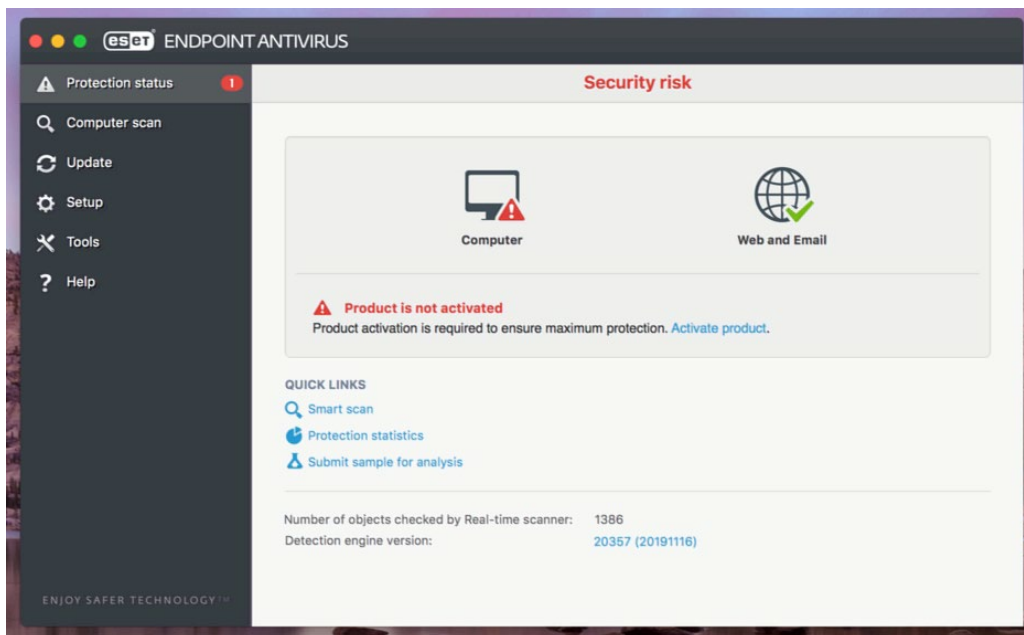 eset ENDPOINT ANTIVIRUS
Protection status 1
Computer scan
Update
Setup
Tools
Help
ENJOY SAFER TECHNOLOGY™
Security risk
Computer
Web and Email
Product is not activated
Product activation is required to ensure maximum protection. Activate product.
QUICK LINKS
Smart scan
Protection statistics
Submit sample for analysis
Number of objects checked by Real-time scanner: 1386
Detection engine version: 20357 (20191116)